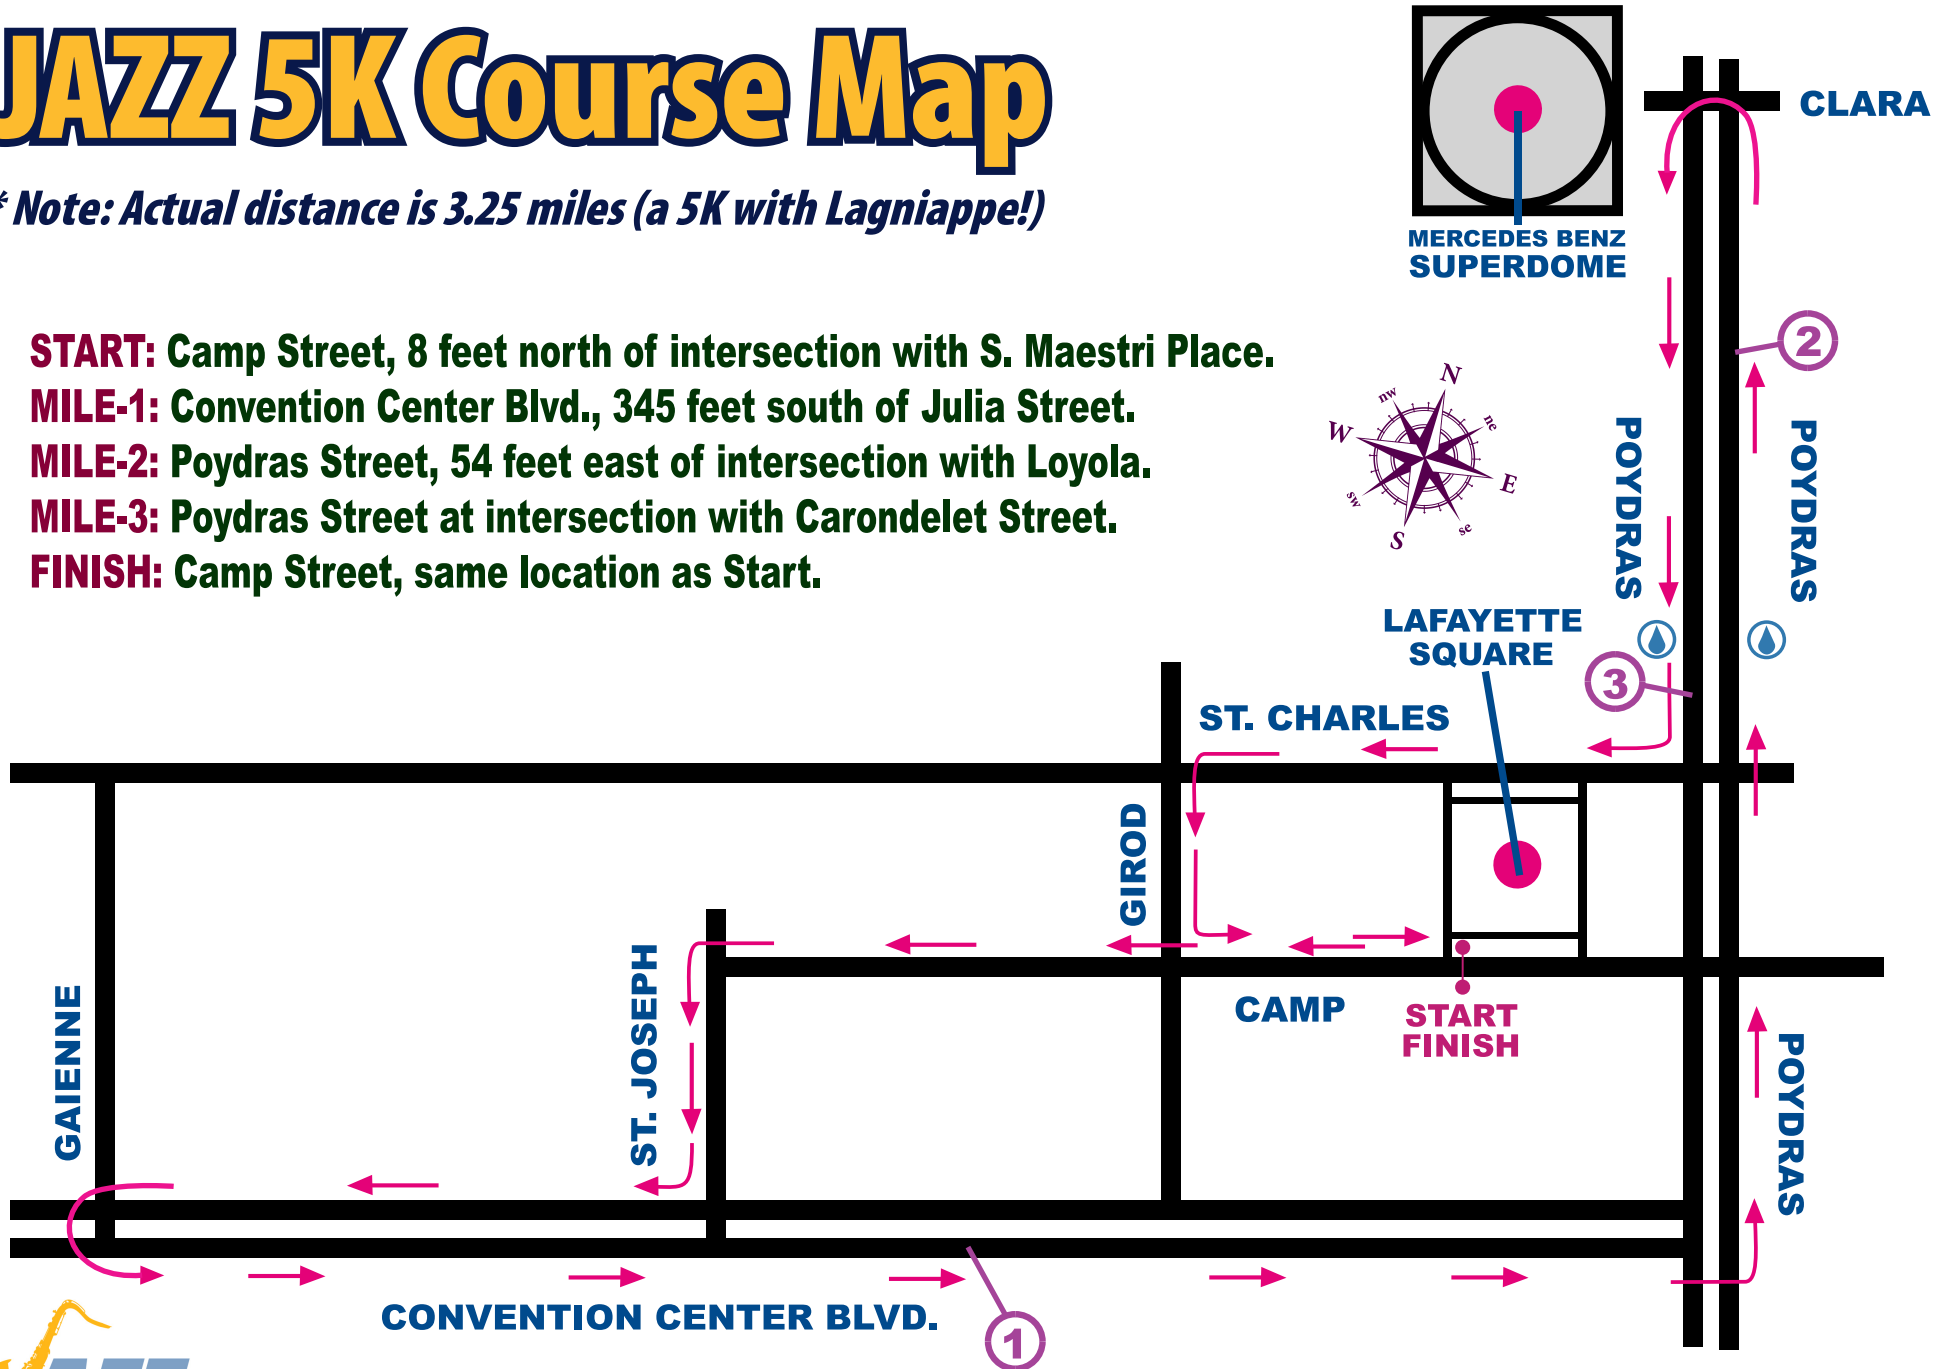 JAZZ 5K Course Map
* Note: Actual distance is 3.25 miles (a 5K with Lagniappe!)
CLARA
MERCEDES BENZ
SUPERDOME
START: Camp Street, 8 feet north of intersection with S. Maestri Place.
MILE-1: Convention Center Blvd., 345 feet south of Julia Street.
MILE-2: Poydras Street, 54 feet east of intersection with Loyola.
MILE-3: Poydras Street at intersection with Carondelet Street.
FINISH: Camp Street, same location as Start.
2
N
nw
ne
W
E
sw
se
S
POYDRAS
POYDRAS
LAFAYETTE
SQUARE
3
ST. CHARLES
GIROD
ST. JOSEPH
GAIENNE
CAMP
START
FINISH
POYDRAS
CONVENTION CENTER BLVD.
1